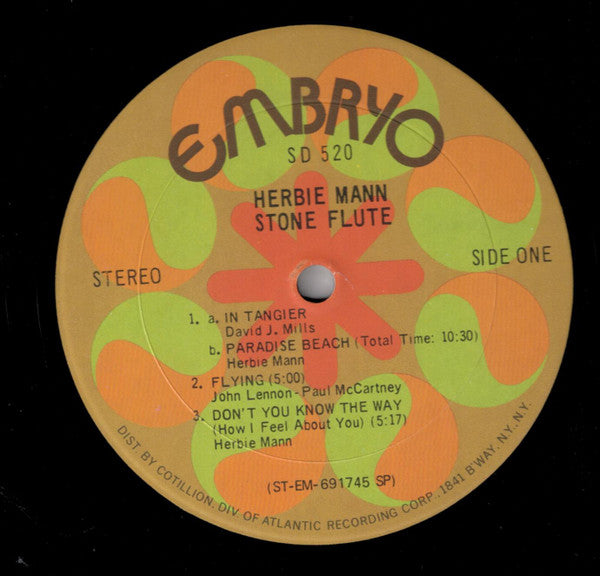 EMBRYO
SD 520
HERBIE MANN
STONE FLUTE
STEREO
SIDE ONE
1. a. IN TANGIER
David J. Mills
b. PARADISE BEACH (Total Time: 10:30)
Herbie Mann
2. FLYING (5:00)
John Lennon-Paul McCartney
3. DON'T YOU KNOW THE WAY
(How I Feel About You) (5:17)
Herbie Mann
(ST-EM-691745 SP)
DIST. BY COTILLION, DIV. OF ATLANTIC RECORDING CORP., 1841 B'WAY, N.Y., N.Y.